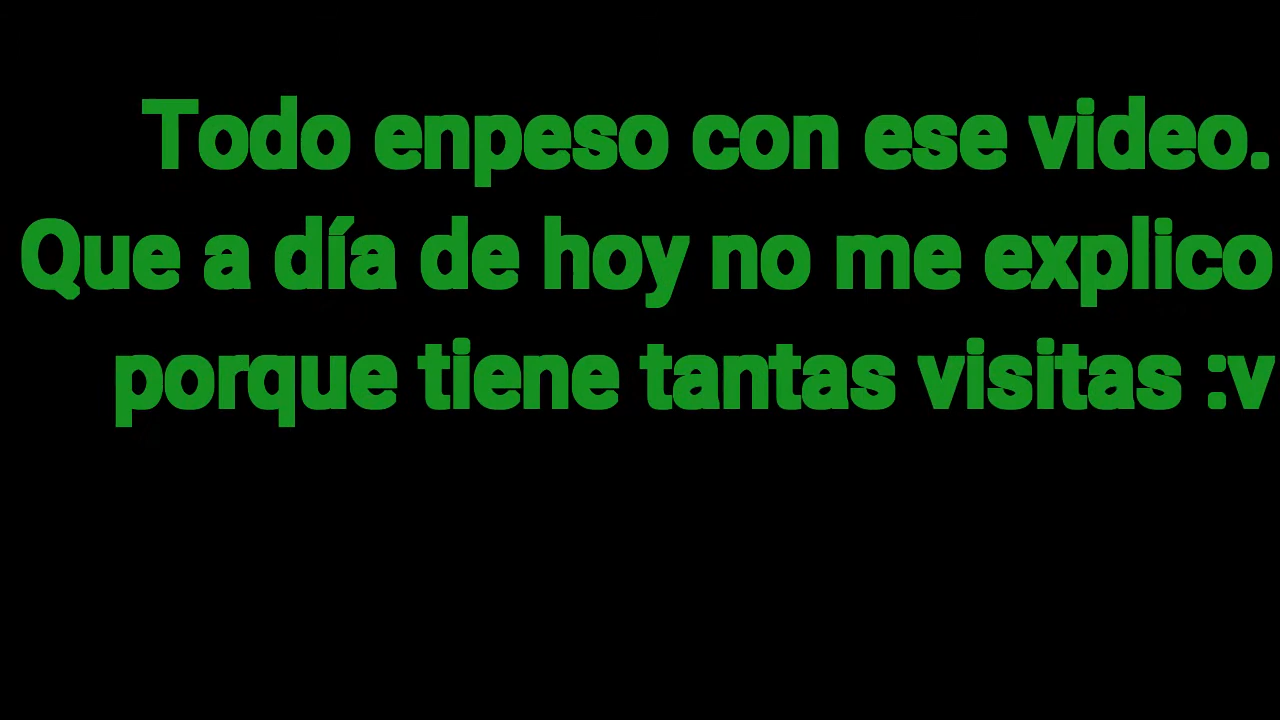 Todo enpeso con ese video.
Que a día de hoy no me explico
porque tiene tantas visitas :v